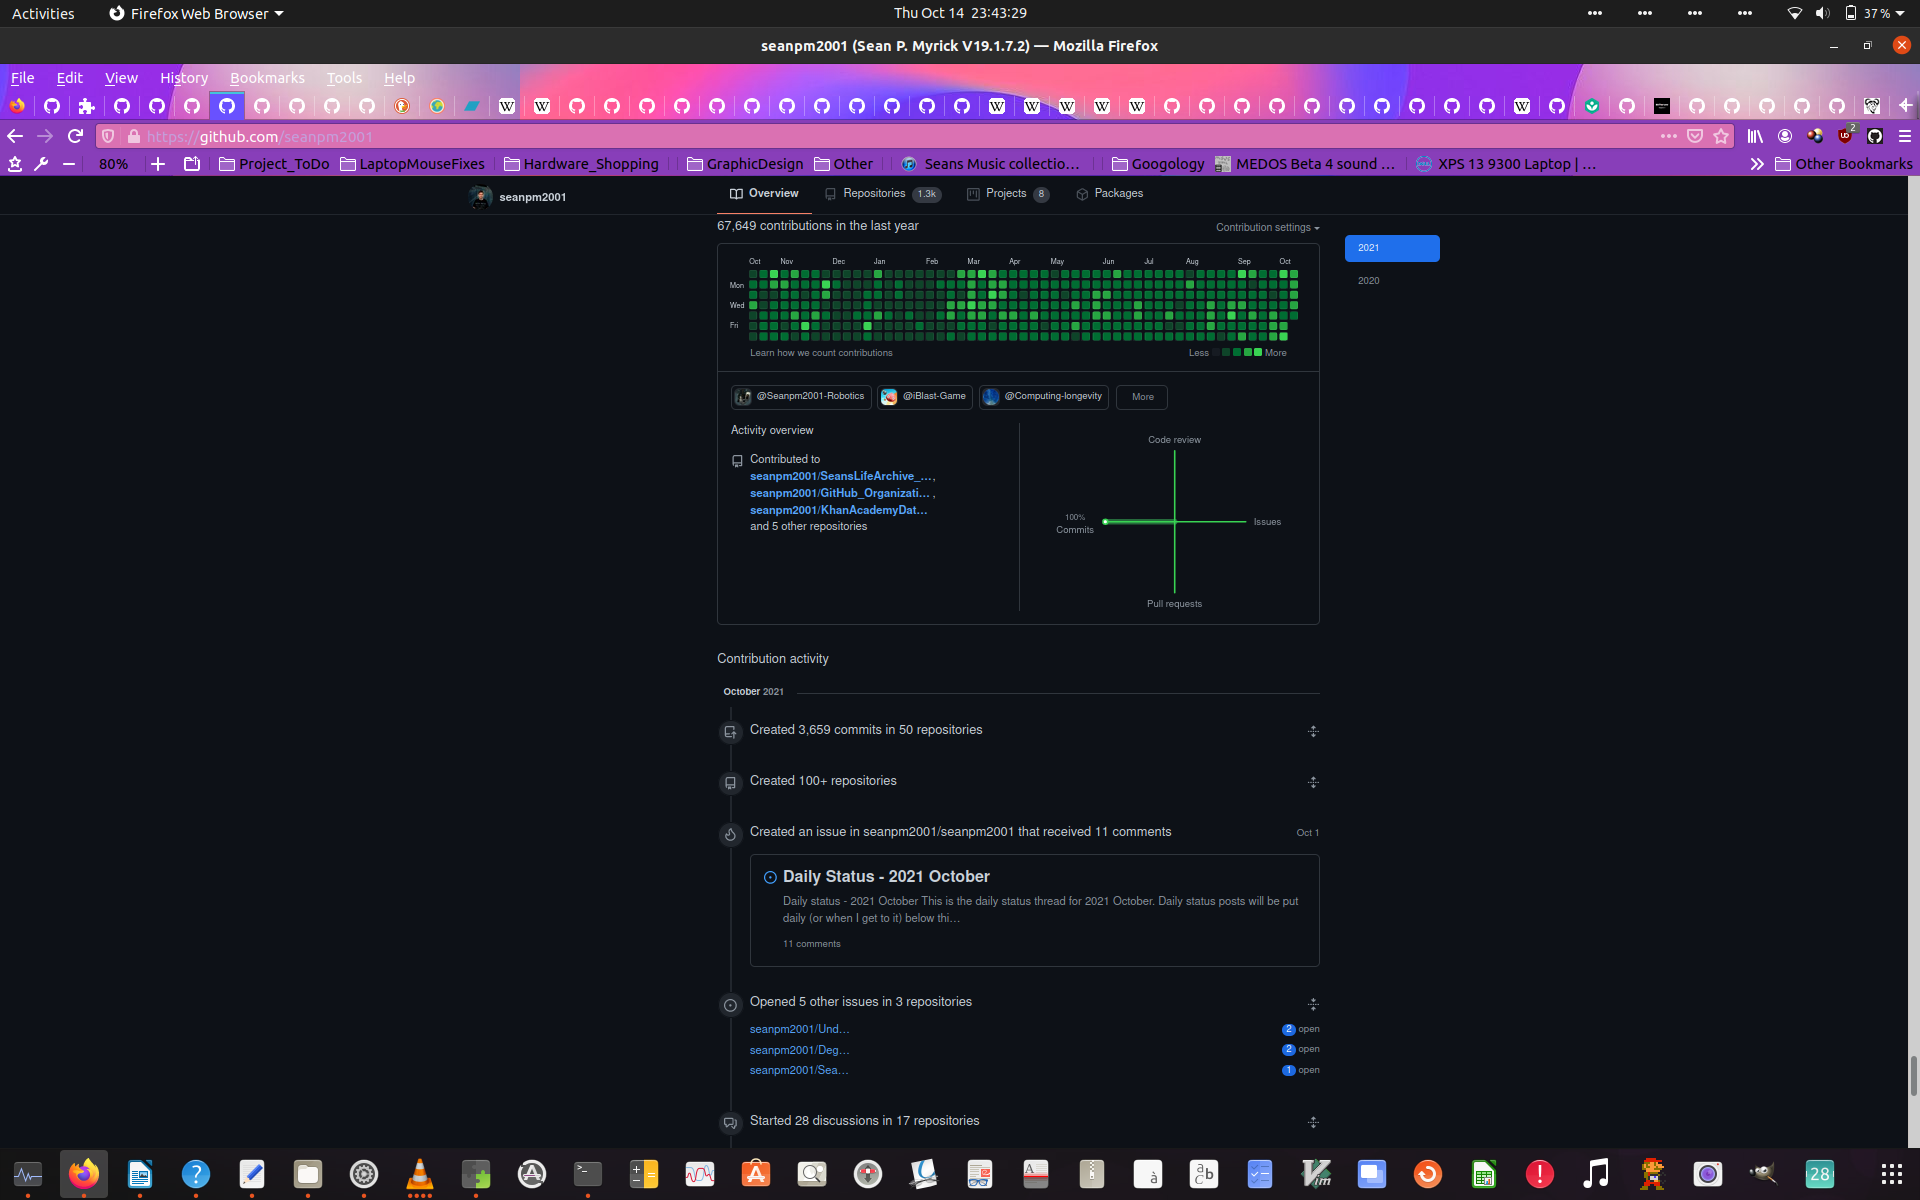 Activities
Firefox Web Browser
Thu Oct 14 23:43:29
37 %
seanpm2001 (Sean P. Myrick V19.1.7.2) — Mozilla Firefox
File Edit View History Bookmarks Tools Help
https://github.com/seanpm2001
2
80%
Project_ToDo
LaptopMouseFixes
Hardware_Shopping
GraphicDesign
Other
Seans Music collectio…
Googology
MEDOS Beta 4 sound …
XPS 13 9300 Laptop | …
Other Bookmarks
seanpm2001
Overview
Repositories 1.3k
Projects 8
Packages
67,649 contributions in the last year
Contribution settings
2021
2020
Oct Nov Dec Jan Feb Mar Apr May Jun Jul Aug Sep Oct
Mon
Wed
Fri
Learn how we count contributions
Less More
@Seanpm2001-Robotics
@iBlast-Game
@Computing-longevity
More
Activity overview
Contributed to
seanpm2001/SeansLifeArchive_…,
seanpm2001/GitHub_Organizati… ,
seanpm2001/KhanAcademyDat…
and 5 other repositories
Code review
100%
Commits
Issues
Pull requests
Contribution activity
October 2021
Created 3,659 commits in 50 repositories
Created 100+ repositories
Created an issue in seanpm2001/seanpm2001 that received 11 comments
Oct 1
Daily Status - 2021 October
Daily status - 2021 October This is the daily status thread for 2021 October. Daily status posts will be put
daily (or when I get to it) below thi…
11 comments
Opened 5 other issues in 3 repositories
seanpm2001/Und…
2 open
seanpm2001/Deg…
2 open
seanpm2001/Sea…
1 open
Started 28 discussions in 17 repositories
28